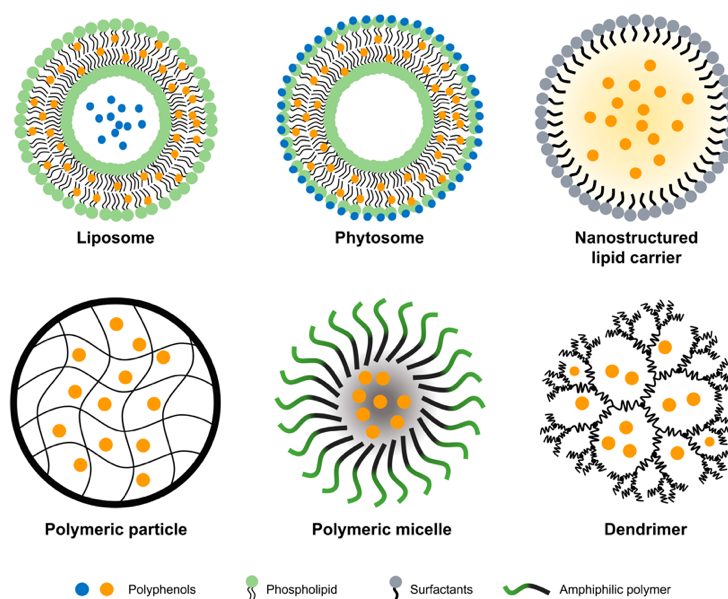 Liposome
Phytosome
Nanostructured
lipid carrier
Polymeric particle
Polymeric micelle
Dendrimer
Polyphenols
Phospholipid
Surfactants
Amphiphilic polymer